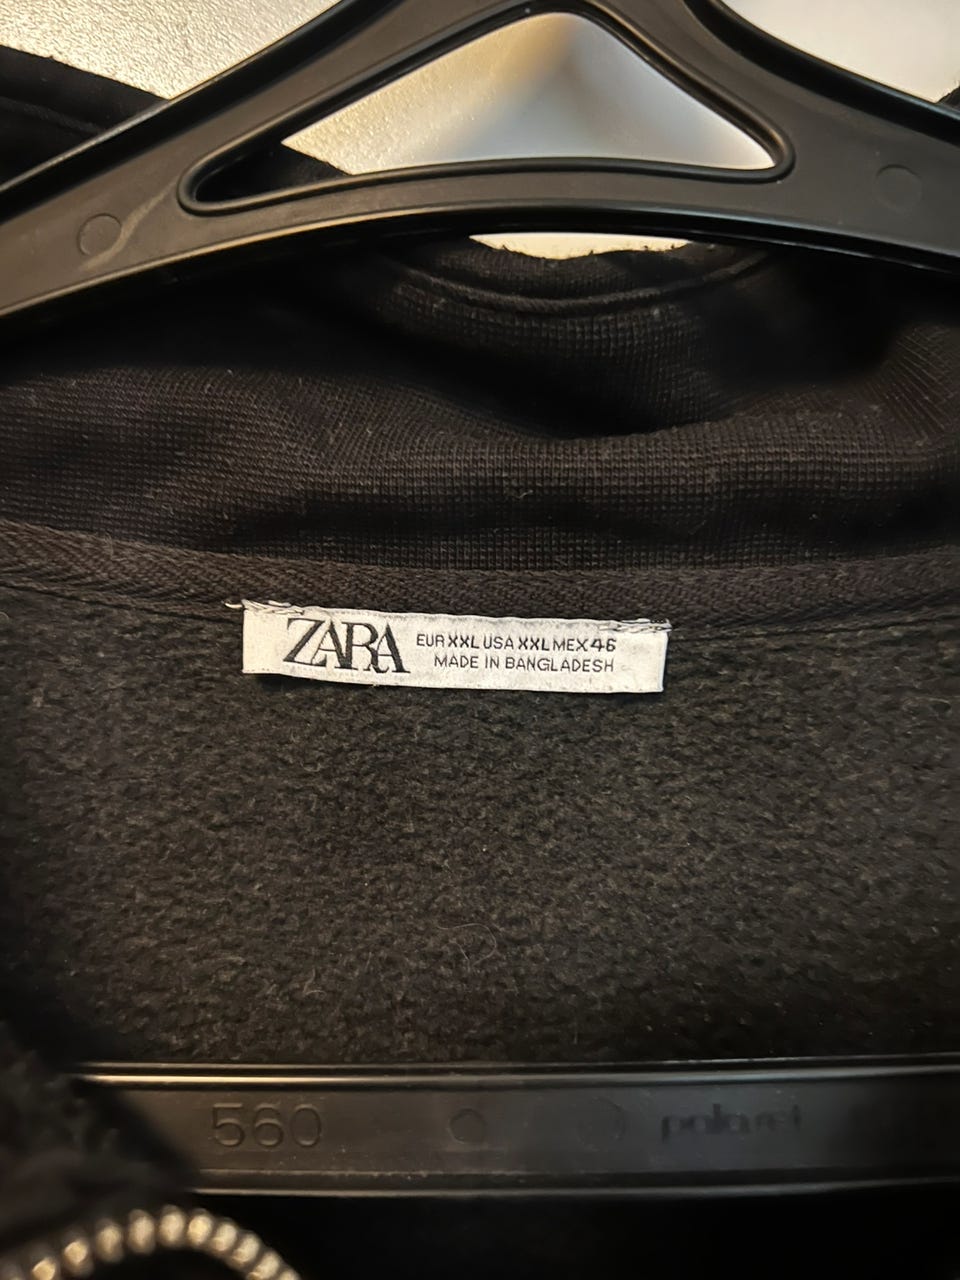 ZARA
EUR XXL USA XXL MEX 46
MADE IN BANGLADESH
560